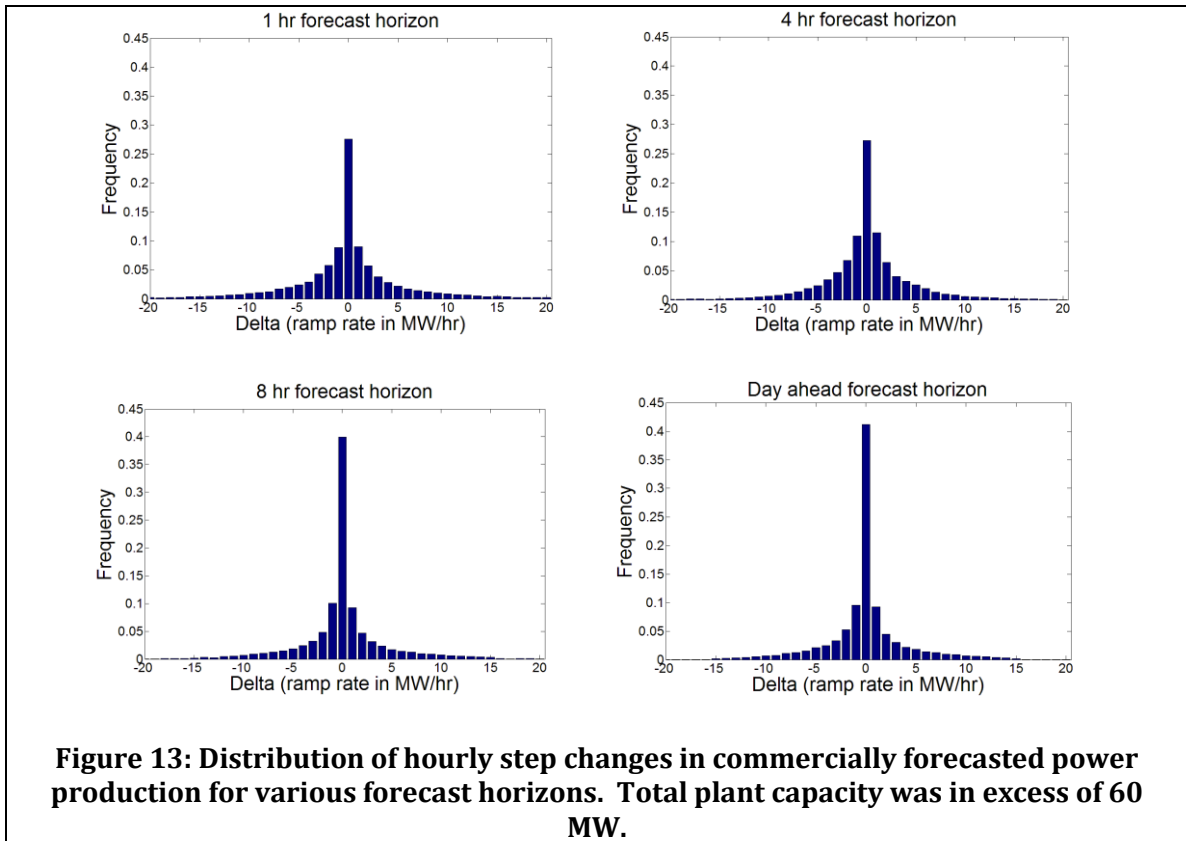 1 hr forecast horizon
0.45
0.4
0.35
0.3
0.25
0.2
0.15
0.1
0.05
0
Frequency
-20 -15 -10 -5 0 5 10 15 20
Delta (ramp rate in MW/hr)
4 hr forecast horizon
0.45
0.4
0.35
0.3
0.25
0.2
0.15
0.1
0.05
0
Frequency
-20 -15 -10 -5 0 5 10 15 20
Delta (ramp rate in MW/hr)
8 hr forecast horizon
0.45
0.4
0.35
0.3
0.25
0.2
0.15
0.1
0.05
0
Frequency
-20 -15 -10 -5 0 5 10 15 20
Delta (ramp rate in MW/hr)
Day ahead forecast horizon
0.45
0.4
0.35
0.3
0.25
0.2
0.15
0.1
0.05
0
Frequency
-20 -15 -10 -5 0 5 10 15 20
Delta (ramp rate in MW/hr)
Figure 13: Distribution of hourly step changes in commercially forecasted power
production for various forecast horizons. Total plant capacity was in excess of 60
MW.